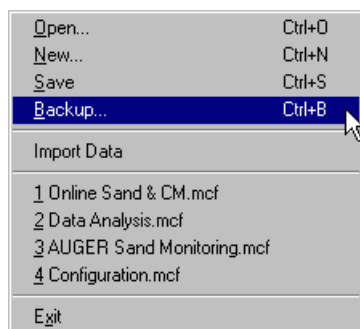 Open... Ctrl+O
New... Ctrl+N
Save Ctrl+S
Backup... Ctrl+B
Import Data
1 Online Sand & CM.mcf
2 Data Analysis.mcf
3 AUGER Sand Monitoring.mcf
4 Configuration.mcf
Exit